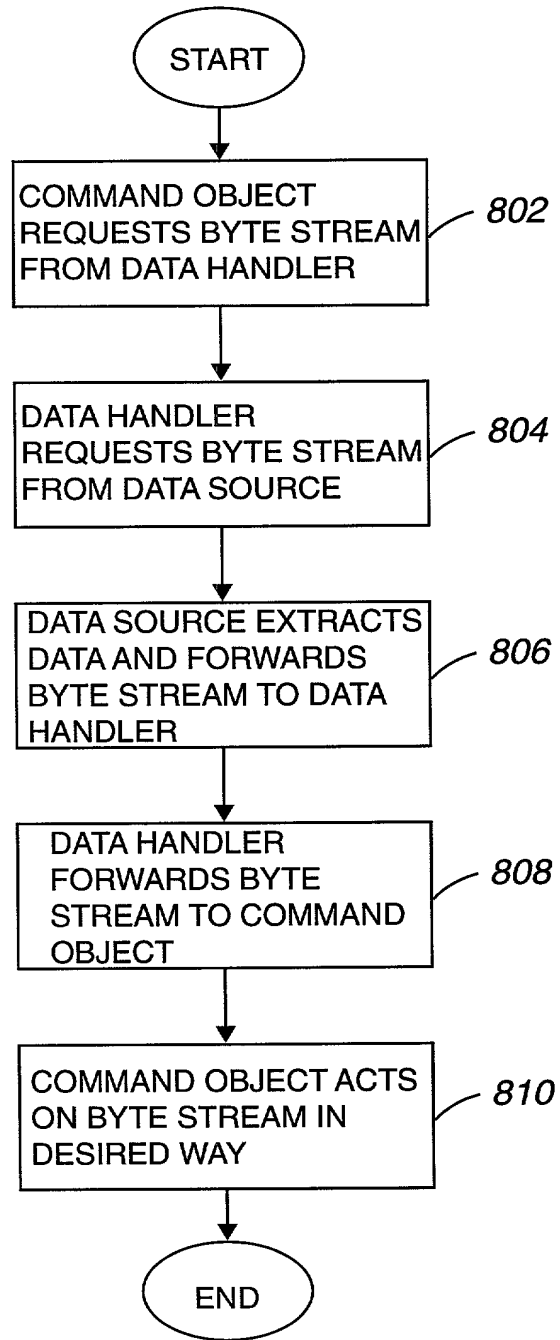 START
COMMAND OBJECT
REQUESTS BYTE STREAM
FROM DATA HANDLER
802
DATA HANDLER
REQUESTS BYTE STREAM
FROM DATA SOURCE
804
DATA SOURCE EXTRACTS
DATA AND FORWARDS
BYTE STREAM TO DATA
HANDLER
806
DATA HANDLER
FORWARDS BYTE
STREAM TO COMMAND
OBJECT
808
COMMAND OBJECT ACTS
ON BYTE STREAM IN
DESIRED WAY
810
END